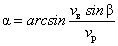 α = arcsin v_в sin β / v_р